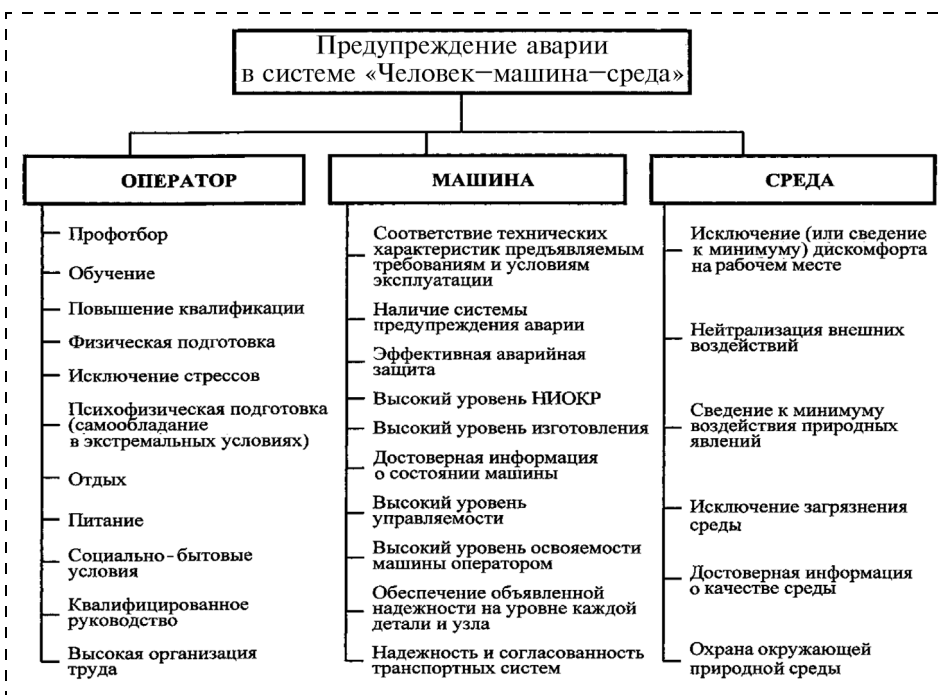 Предупреждение аварии
в системе «Человек—машина—среда»
ОПЕРАТОР
Профотбор
Обучение
Повышение квалификации
Физическая подготовка
Исключение стрессов
Психофизическая подготовка
(самообладание
в экстремальных условиях)
Отдых
Питание
Социально-бытовые
условия
Квалифицированное
руководство
Высокая организация
труда
МАШИНА
Соответствие технических
характеристик предъявляемым
требованиям и условиям
эксплуатации
Наличие системы
предупреждения аварии
Эффективная аварийная
защита
Высокий уровень НИОКР
Высокий уровень изготовления
Достоверная информация
о состоянии машины
Высокий уровень
управляемости
Высокий уровень освояемости
машины оператором
Обеспечение объявленной
надежности на уровне каждой
детали и узла
Надежность и согласованность
транспортных систем
СРЕДА
Исключение (или сведение
к минимуму) дискомфорта
на рабочем месте
Нейтрализация внешних
воздействий
Сведение к минимуму
воздействия природных
явлений
Исключение загрязнения
среды
Достоверная информация
о качестве среды
Охрана окружающей
природной среды